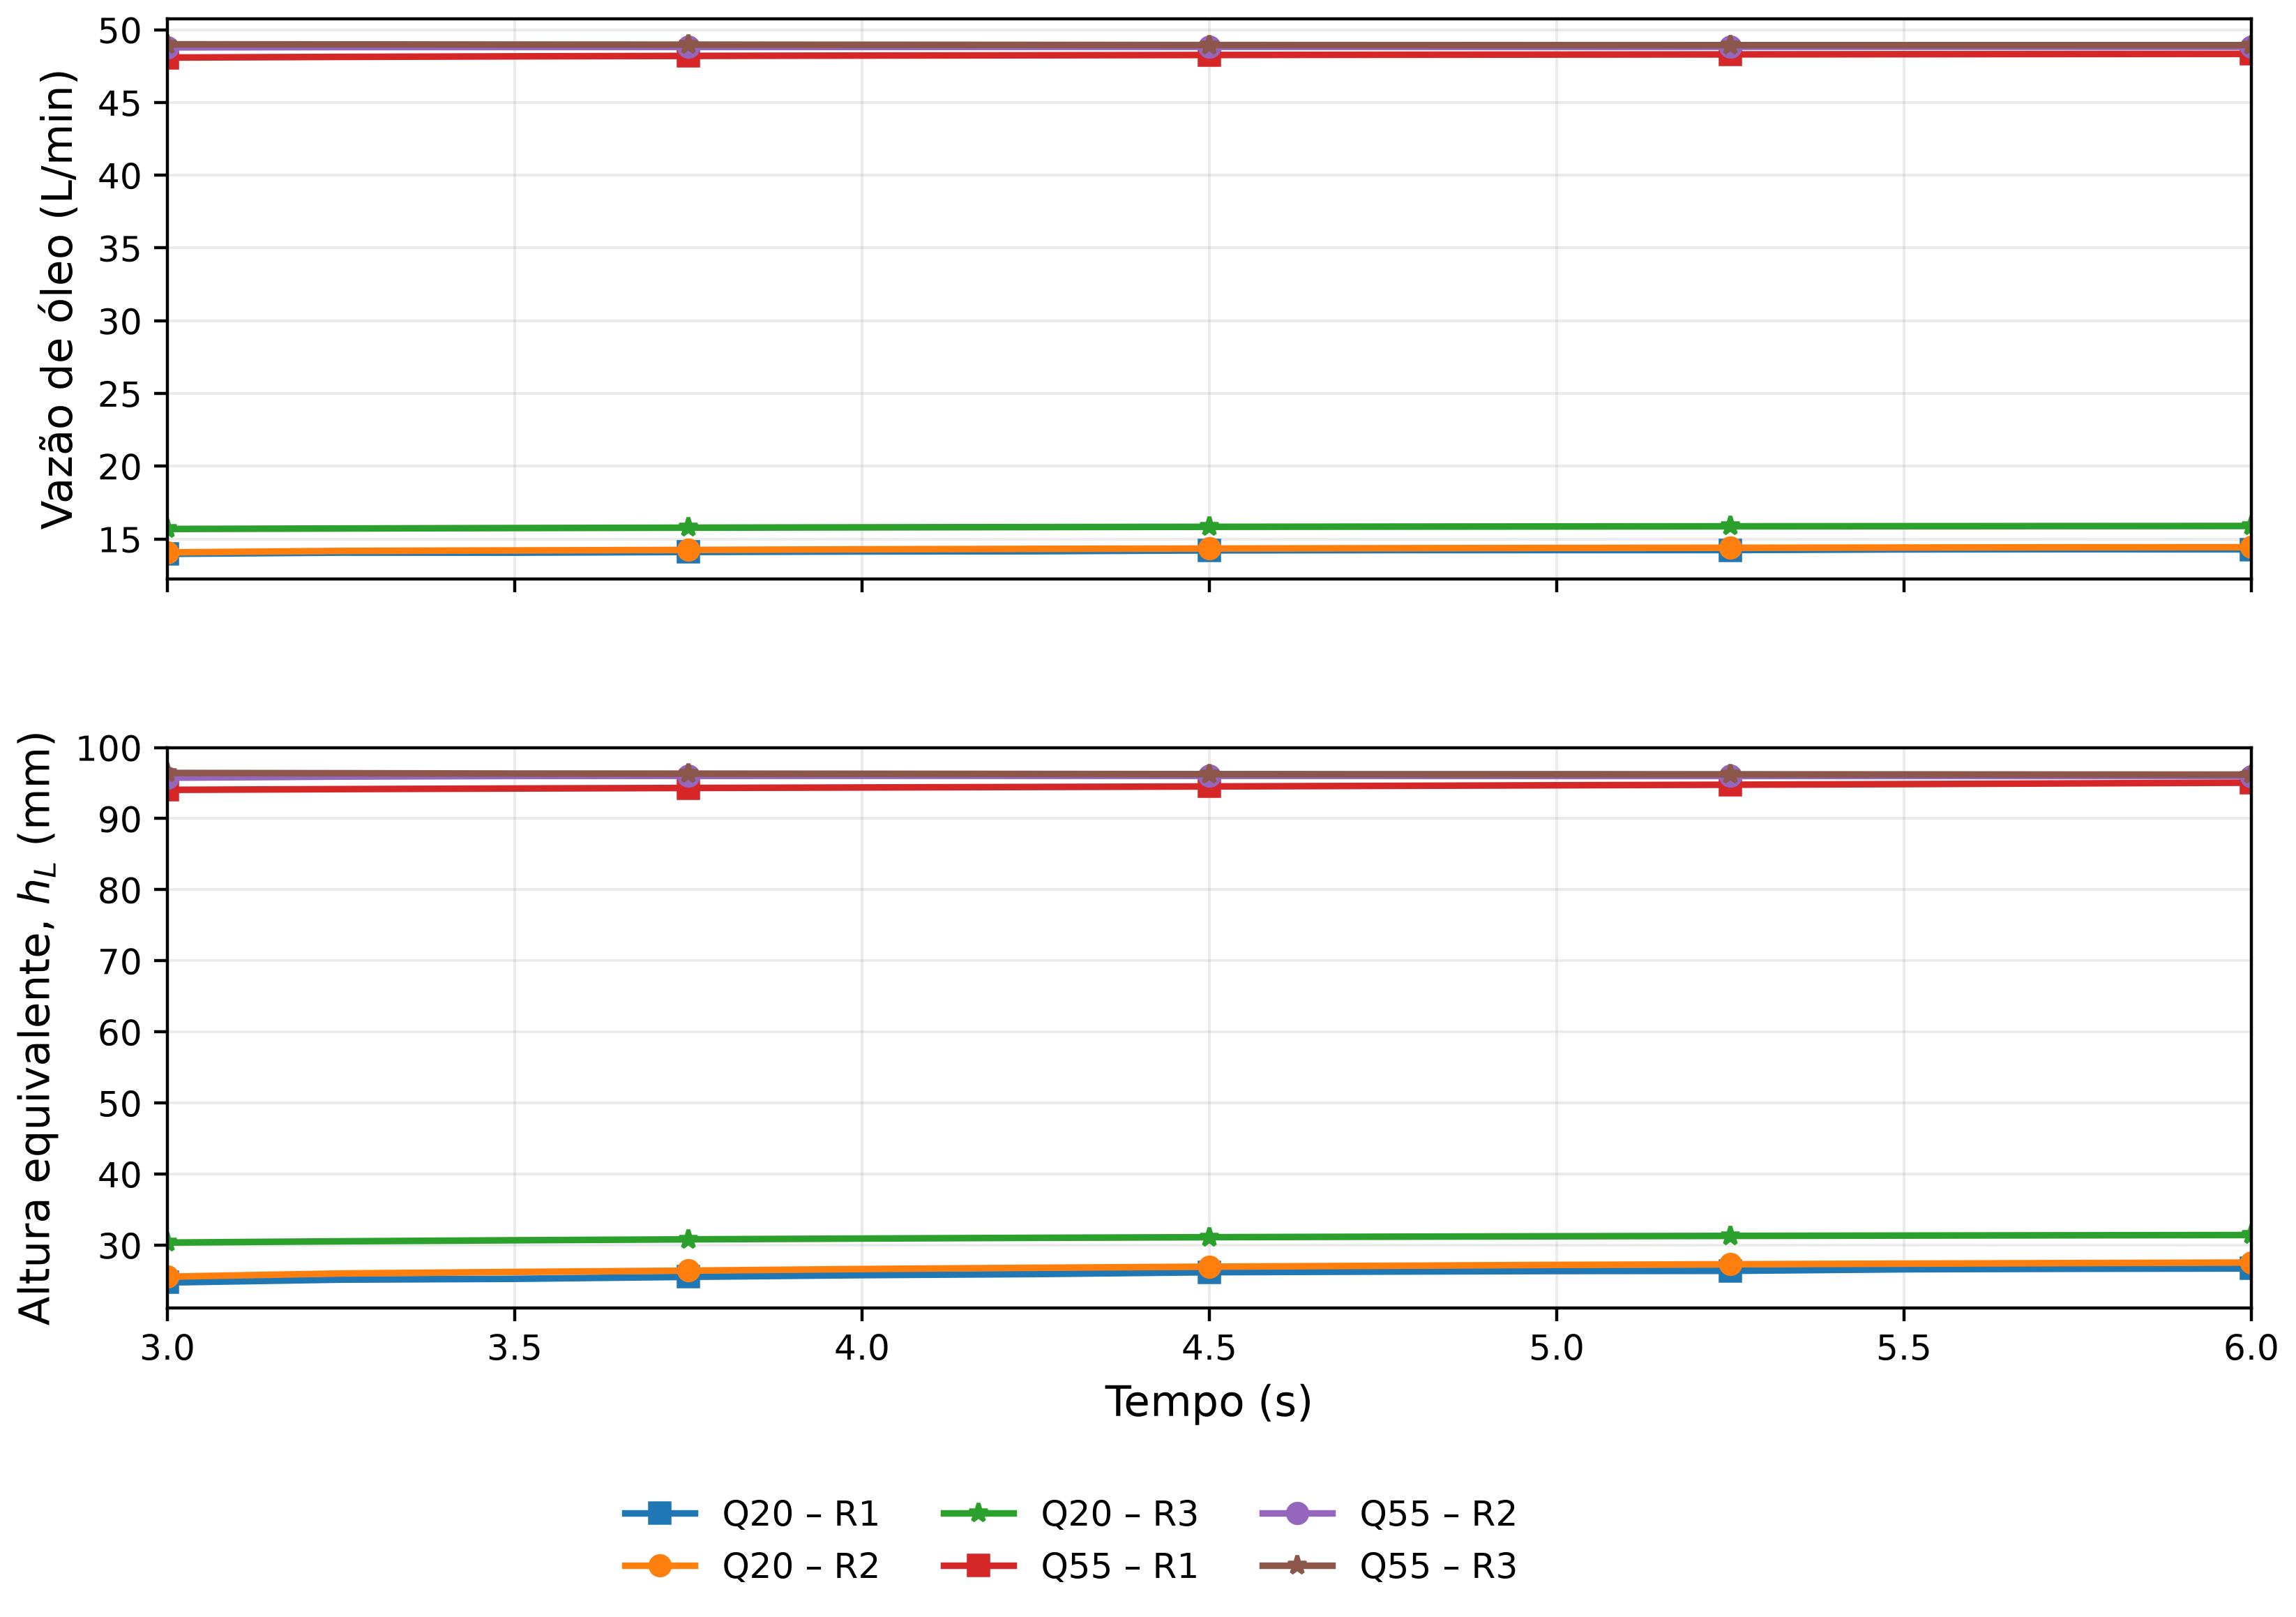 Vazão de óleo (L/min)
50
45
40
35
30
25
20
15
Altura equivalente, h_L (mm)
100
90
80
70
60
50
40
30
3.0 3.5 4.0 4.5 5.0 5.5 6.0
Tempo (s)
Q20 – R1 Q20 – R3 Q55 – R2
Q20 – R2 Q55 – R1 Q55 – R3